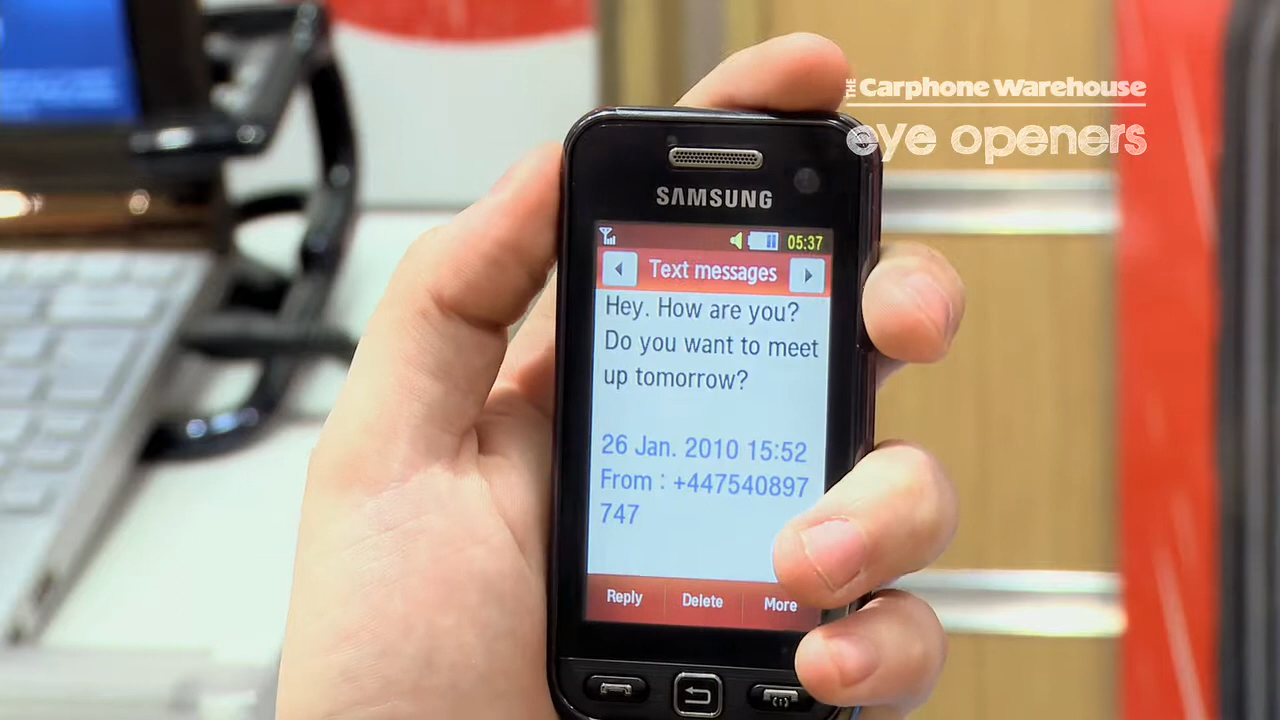 THE Carphone Warehouse
eye openers
SAMSUNG
05:37
Text messages
Hey. How are you?
Do you want to meet
up tomorrow?
26 Jan. 2010 15:52
From : +447540897
747
Reply Delete More